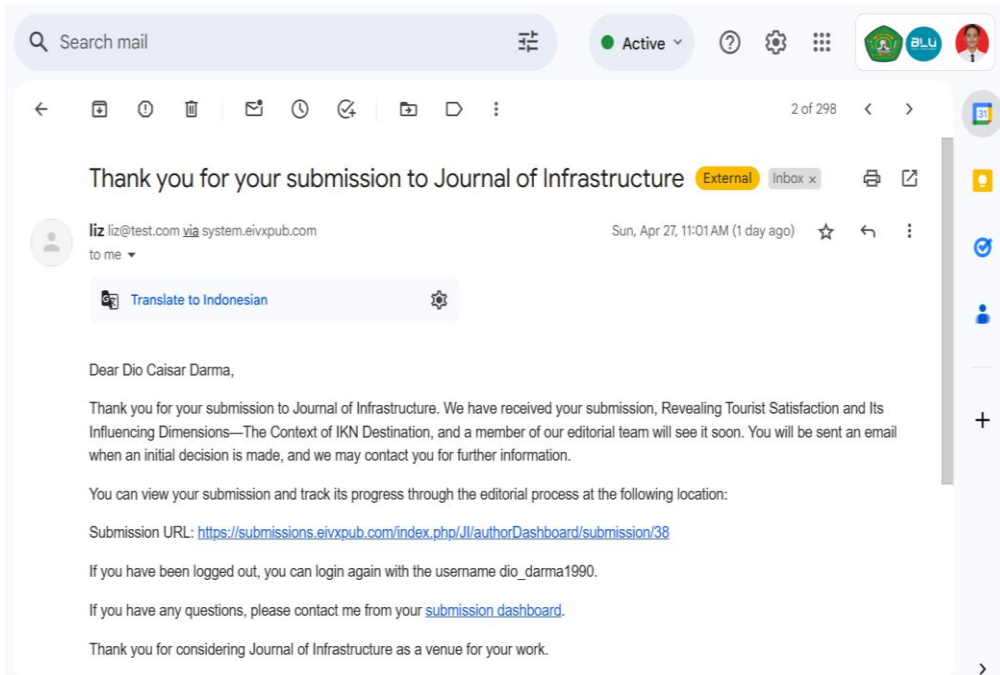 Search mail
Active
BLU
2 of 298
31
Thank you for your submission to Journal of Infrastructure External Inbox x
liz liz@test.com via system.eivxpub.com Sun, Apr 27, 11:01 AM (1 day ago)
to me
Translate to Indonesian
Dear Dio Caisar Darma,
Thank you for your submission to Journal of Infrastructure. We have received your submission, Revealing Tourist Satisfaction and Its
Influencing Dimensions—The Context of IKN Destination, and a member of our editorial team will see it soon. You will be sent an email
when an initial decision is made, and we may contact you for further information.
You can view your submission and track its progress through the editorial process at the following location:
Submission URL: https://submissions.eivxpub.com/index.php/JI/authorDashboard/submission/38
If you have been logged out, you can login again with the username dio_darma1990.
If you have any questions, please contact me from your submission dashboard.
Thank you for considering Journal of Infrastructure as a venue for your work.